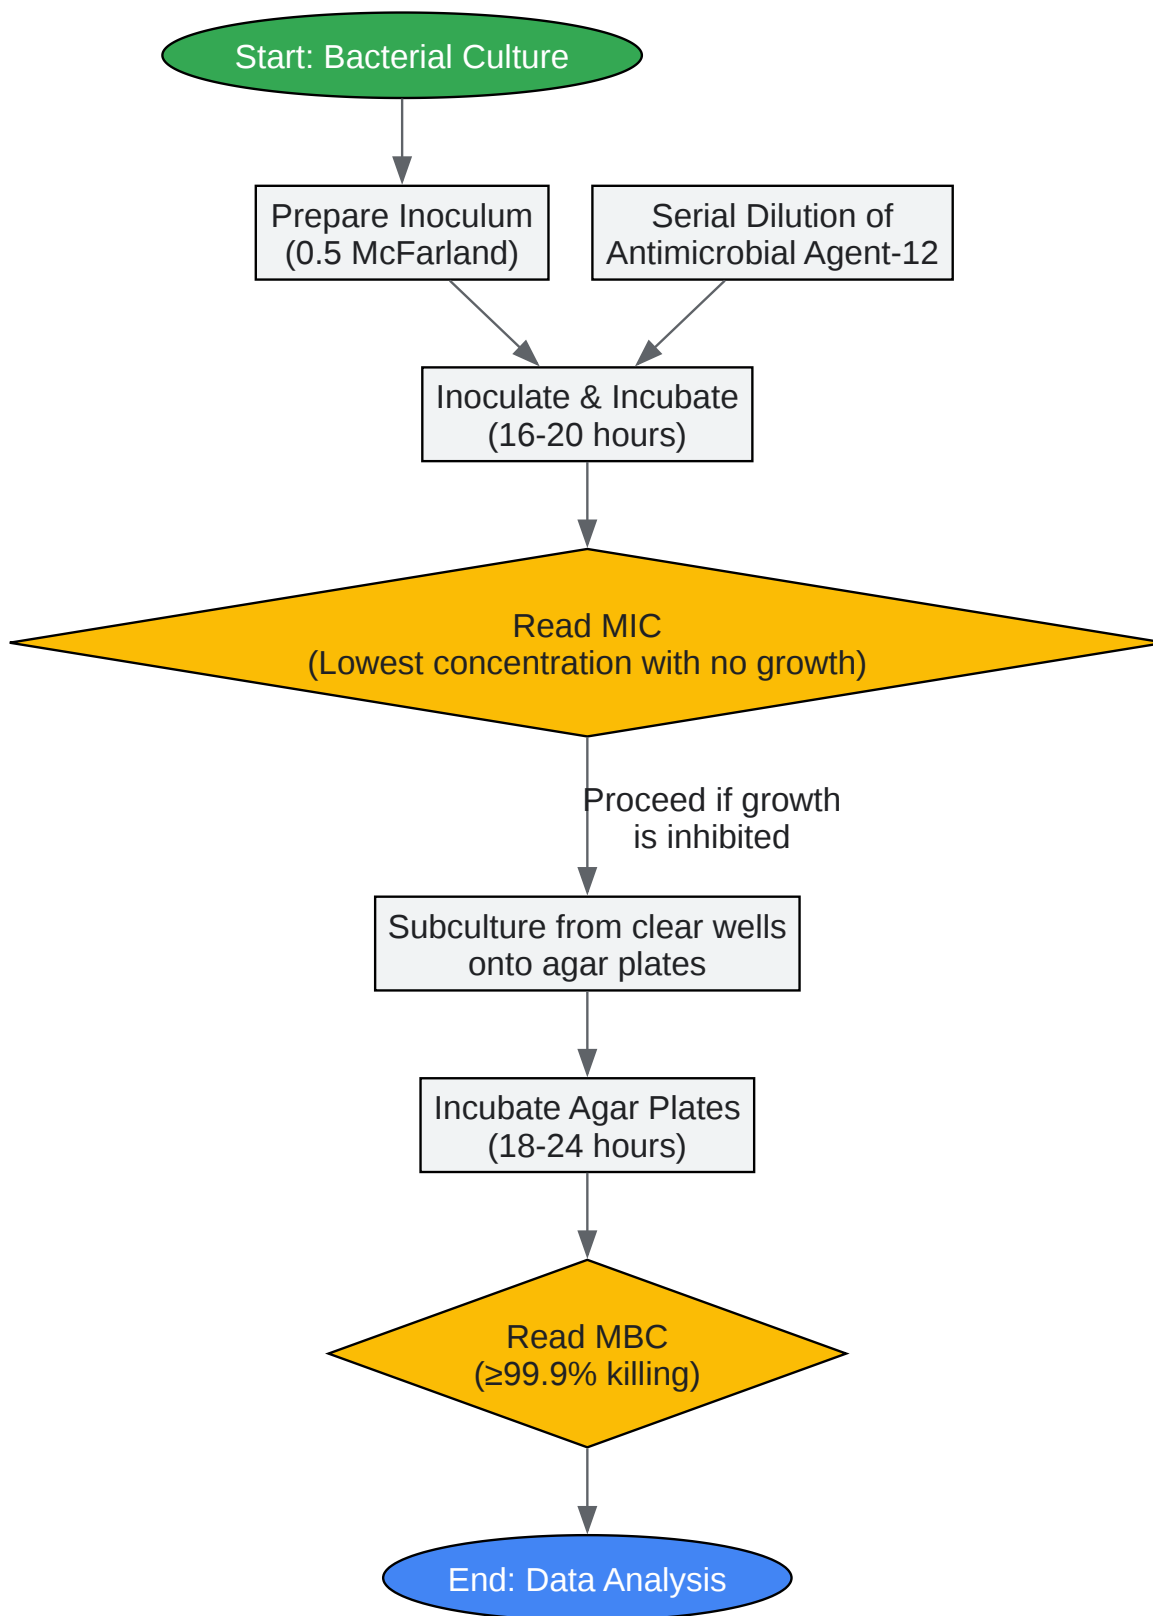 Start: Bacterial Culture
Prepare Inoculum
(0.5 McFarland)
Serial Dilution of
Antimicrobial Agent-12
Inoculate & Incubate
(16-20 hours)
Read MIC
(Lowest concentration with no growth)
Proceed if growth
is inhibited
Subculture from clear wells
onto agar plates
Incubate Agar Plates
(18-24 hours)
Read MBC
(≥99.9% killing)
End: Data Analysis